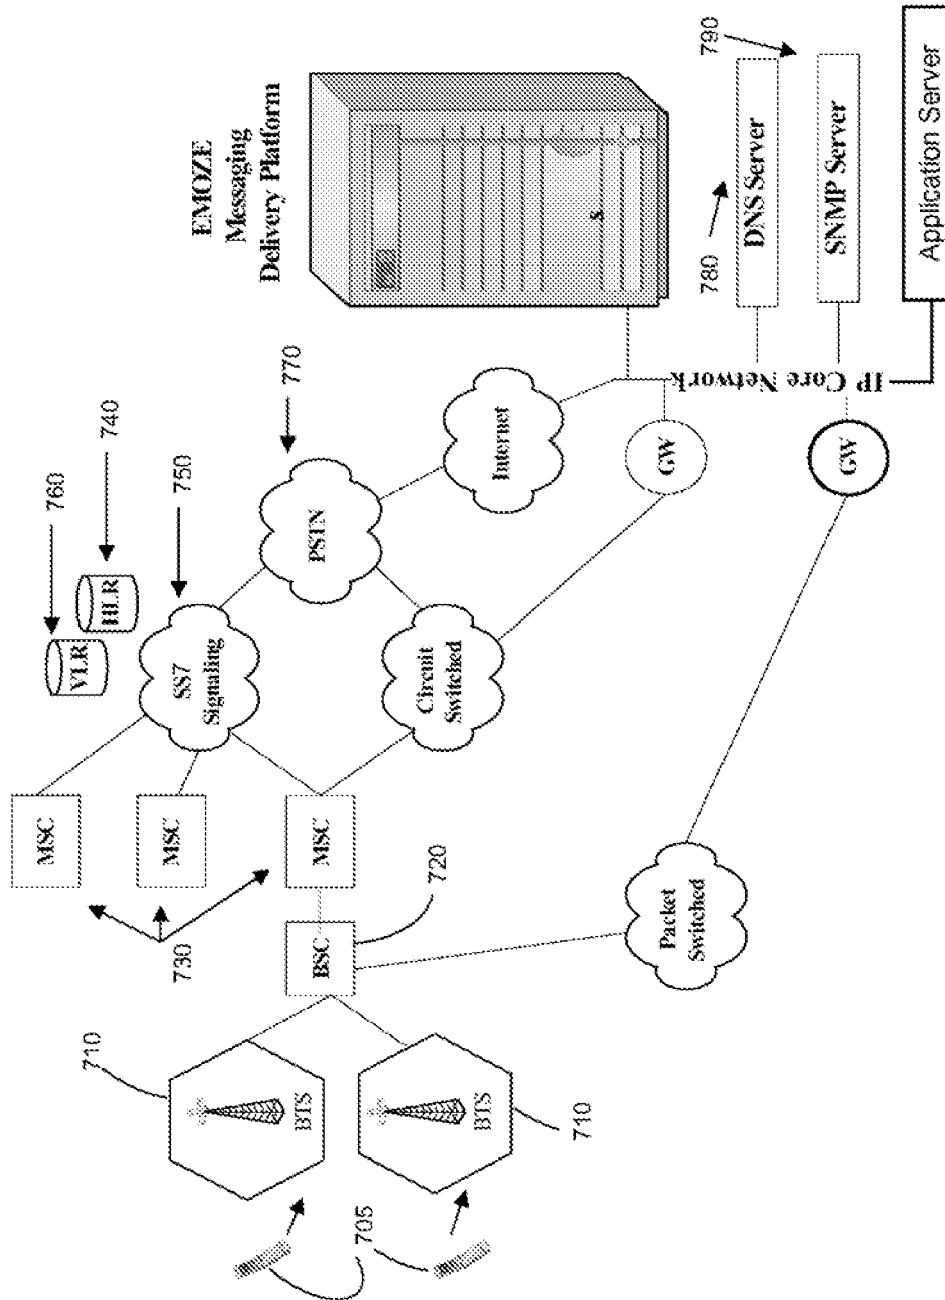 EMOZE
Messaging
Delivery Platform
760
740
750
770
VLR
HLR
SS7
Signaling
PSTN
Internet
Circuit
Switched
MSC
MSC
MSC
730
BSC
720
Packet
Switched
GW
GW
IP Core Network
s.
780
790
DNS Server
SNMP Server
Application Server
710
BTS
BTS
710
705